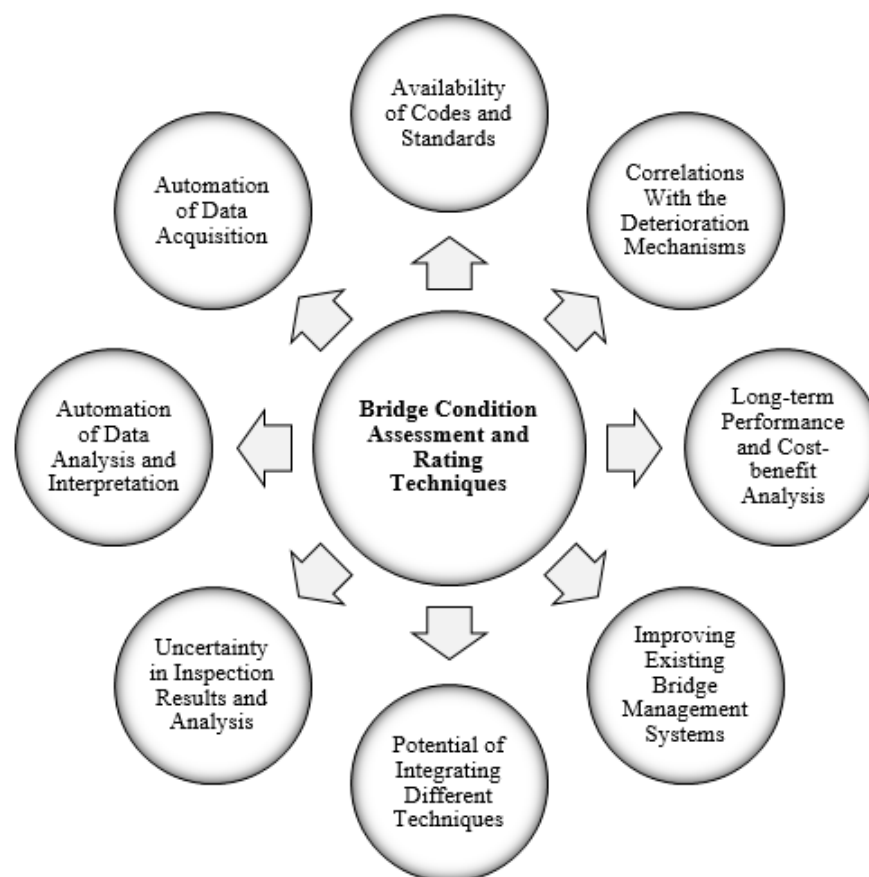 Availability
of Codes and
Standards
Automation
of Data
Acquisition
Correlations
With the
Deterioration
Mechanisms
Automation
of Data
Analysis and
Interpretation
Bridge Condition
Assessment and
Rating
Techniques
Long-term
Performance
and Cost-
benefit
Analysis
Uncertainty
in Inspection
Results and
Analysis
Improving
Existing
Bridge
Management
Systems
Potential of
Integrating
Different
Techniques